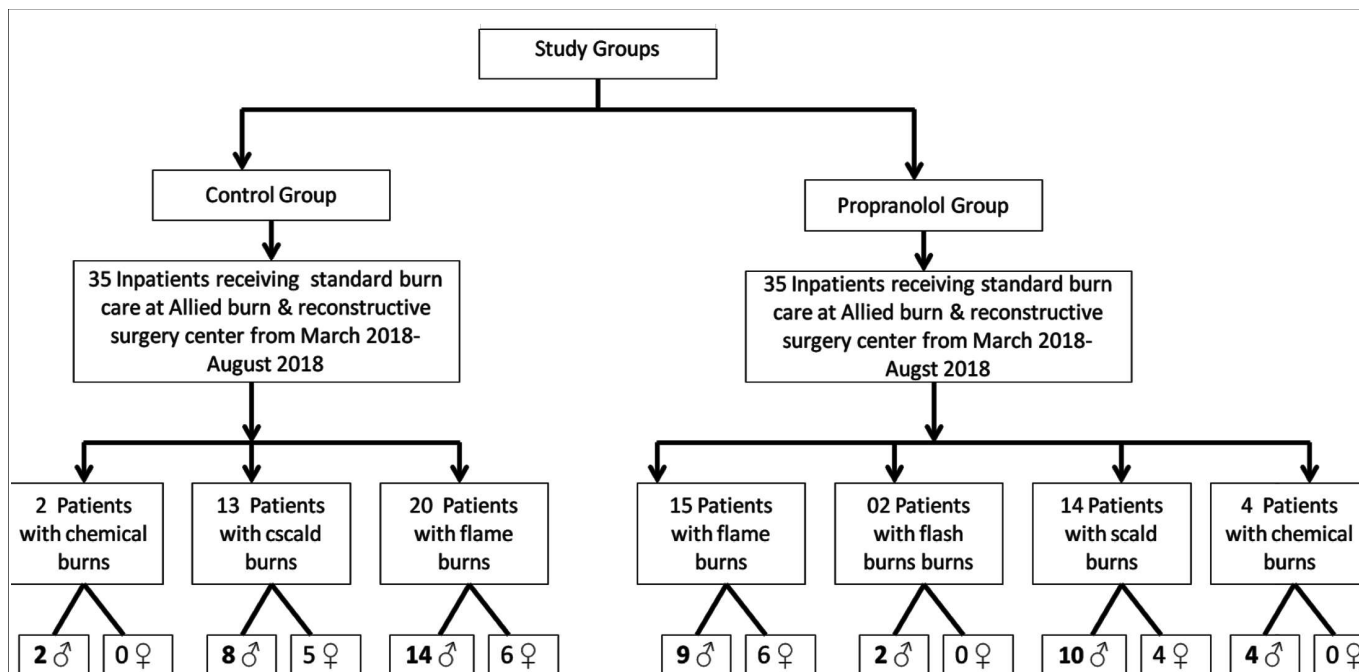 Study Groups
Control Group
Propranolol Group
35 Inpatients receiving standard burn
care at Allied burn & reconstructive
surgery center from March 2018-
August 2018
35 Inpatients receiving standard burn
care at Allied burn & reconstructive
surgery center from March 2018-
Augst 2018
2 Patients
with chemical
burns
13 Patients
with cscald
burns
20 Patients
with flame
burns
15 Patients
with flame
burns
02 Patients
with flash
burns burns
14 Patients
with scald
burns
4 Patients
with chemical
burns
2 ♂
0 ♀
8 ♂
5 ♀
14 ♂
6 ♀
9 ♂
6 ♀
2 ♂
0 ♀
10 ♂
4 ♀
4 ♂
0 ♀